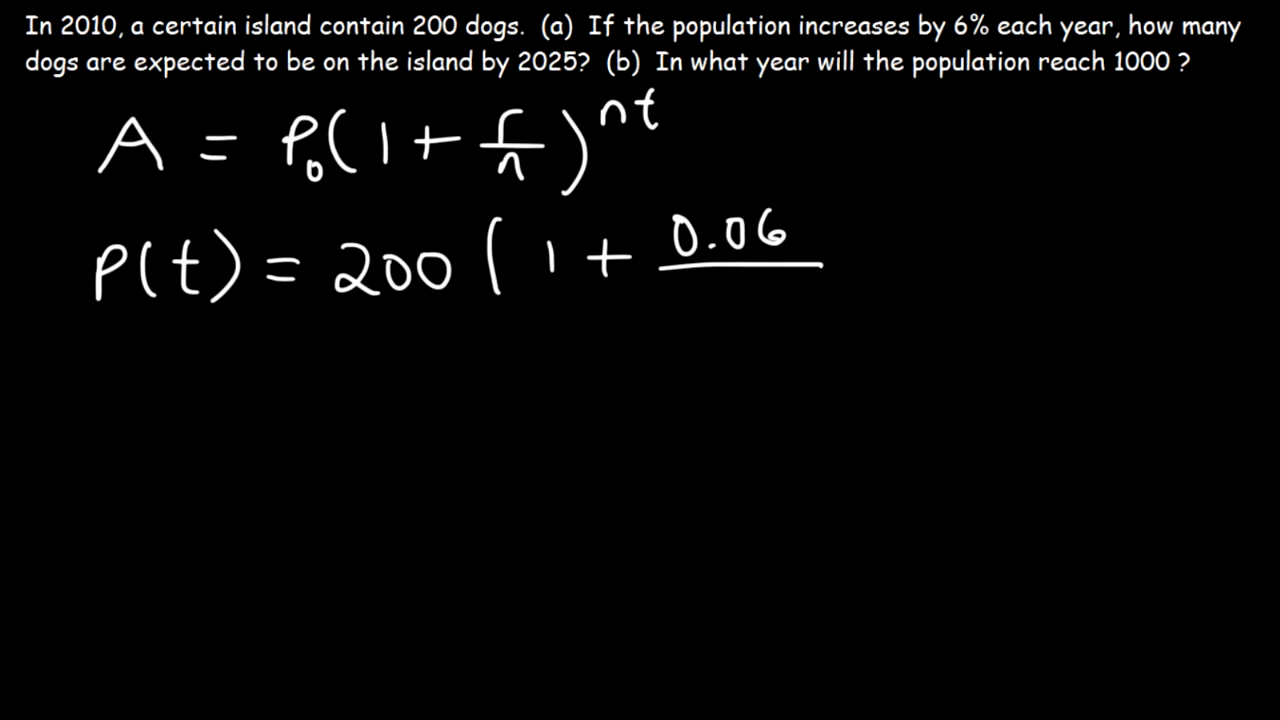 In 2010, a certain island contain 200 dogs. (a) If the population increases by 6% each year, how many
dogs are expected to be on the island by 2025? (b) In what year will the population reach 1000 ?
A = P₀(1 + r/n)^nt
P(t) = 200 (1 + 0.06/